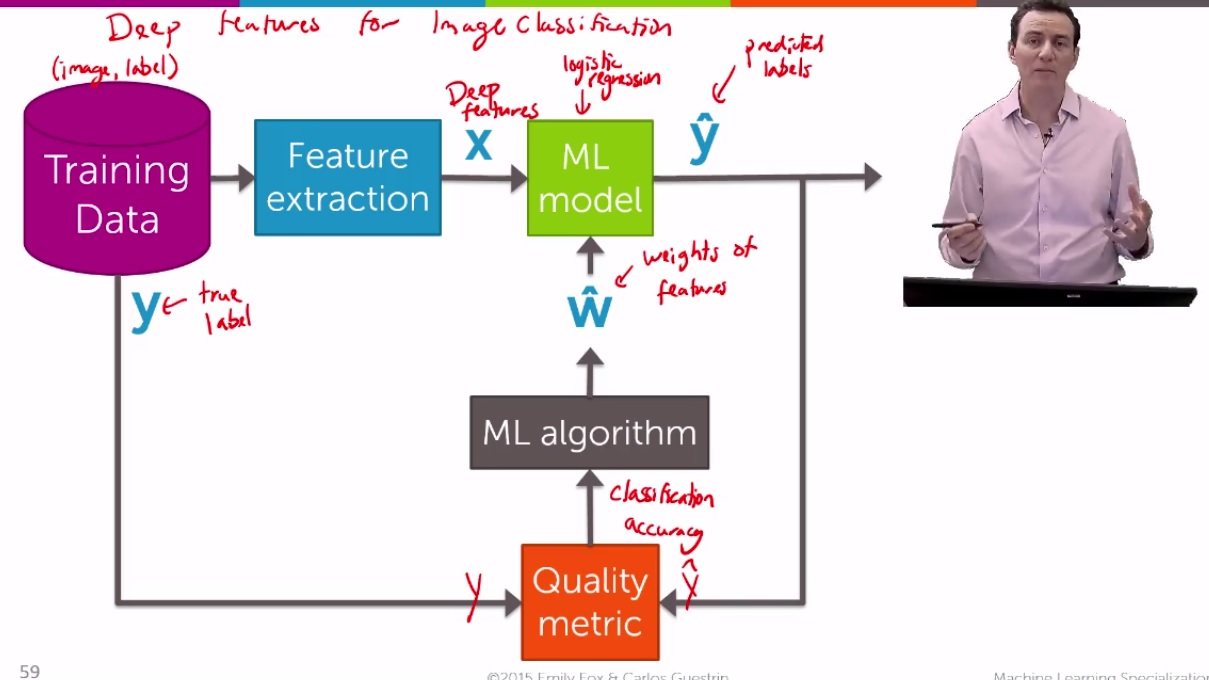 Deep features for Image Classification
(image, label)
Training
Data
Feature
extraction
Deep
features
x
logistic
regression
ML
model
predicted
labels
ŷ
y
true
label
weights of
features
ŵ
ML algorithm
classification
accuracy
y
Quality
metric
ŷ
59
©2015 Emily Fox & Carlos Guestrin
Machine Learning Specialization